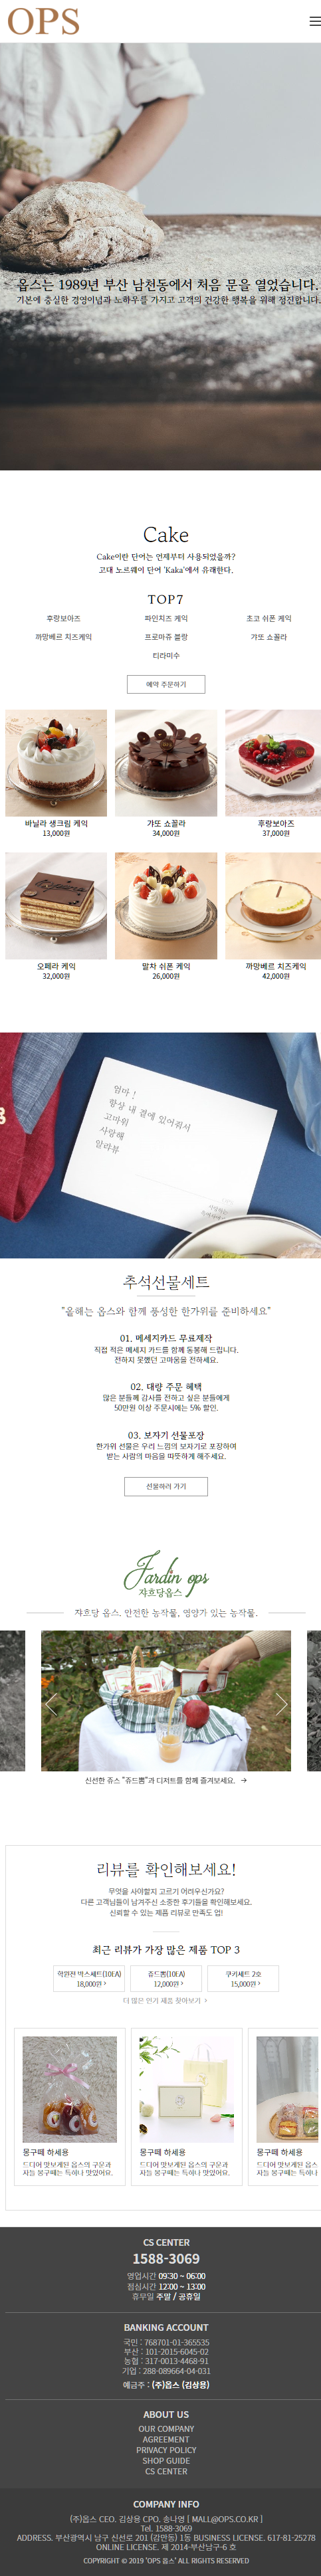 OPS
옵스는 1989년 부산 남천동에서 처음 문을 열었습니다.
기본에 충실한 경영이념과 노하우를 가지고 고객의 건강한 행복을 위해 정진합니다.
Cake
Cake이란 단어는 언제부터 사용되었을까?
고대 노르웨이 단어 'Kaka'에서 유래한다.
TOP7
후랑보아즈 파인치즈 케익 초코 쉬폰 케익
까망베르 치즈케익 프로마쥬 블랑 갸또 쇼꼴라
티라미수
예약 주문하기
바닐라 생크림 케익 갸또 쇼꼴라 후랑보아즈
13,000원 34,000원 37,000원
오페라 케익 말차 쉬폰 케익 까망베르 치즈케익
32,000원 26,000원 42,000원
엄마!
항상 내 곁에 있어줘서
고마워
사랑해
알랴뷰
추석선물세트
"올해는 옵스와 함께 풍성한 한가위를 준비하세요"
01. 메세지카드 무료제작
직접 적은 메세지 카드를 함께 동봉해 드립니다.
전하지 못했던 고마움을 전하세요.
02. 대량 주문 혜택
많은 분들께 감사를 전하고 싶은 분들에게
50만원 이상 주문시에는 5% 할인.
03. 보자기 선물포장
한가위 선물은 우리 느낌의 보자기로 포장하여
받는 사람의 마음을 따뜻하게 해주세요.
선물하러 가기
Jardin ops
쟈흐당옵스
쟈흐당 옵스. 안전한 농작물, 영양가 있는 농작물.
신선한 쥬스 "쥬드뽐"과 디저트를 함께 즐겨보세요. →
리뷰를 확인해보세요!
무엇을 사야할지 고르기 어려우신가요?
다른 고객님들이 남겨주신 소중한 후기들을 확인해보세요.
신뢰할 수 있는 제품 리뷰로 만족도 업!
최근 리뷰가 가장 많은 제품 TOP 3
학원전 박스세트(10EA) 쥬드뽐(10EA) 쿠키세트 2호
18,000원 > 12,000원 > 15,000원 >
더 많은 인기 제품 찾아보기 >
몽구떼 하세용 몽구떼 하세용 몽구떼 하세용
드디어 맛보게된 옵스의 구운과 드디어 맛보게된 옵스의 구운과 드디어 맛보게된 옵스
자들 몽구떼는 특히나 맛있어요. 자들 몽구떼는 특히나 맛있어요. 자들 몽구떼는 특히나
CS CENTER
1588-3069
영업시간 09:30 ~ 06:00
점심시간 12:00 ~ 13:00
휴무일 주말 / 공휴일
BANKING ACCOUNT
국민 : 768701-01-365535
부산 : 101-2015-6045-02
농협 : 317-0013-4468-91
기업 : 288-089664-04-031
예금주 : (주)옵스 (김상용)
ABOUT US
OUR COMPANY
AGREEMENT
PRIVACY POLICY
SHOP GUIDE
CS CENTER
COMPANY INFO
(주)옵스 CEO. 김상용 CPO. 송나영 [ MALL@OPS.CO.KR ]
Tel. 1588-3069
ADDRESS. 부산광역시 남구 신선로 201 (감만동) 1동 BUSINESS LICENSE. 617-81-25278
ONLINE LICENSE. 제 2014-부산남구-6 호
COPYRIGHT © 2019 'OPS 옵스' ALL RIGHTS RESERVED